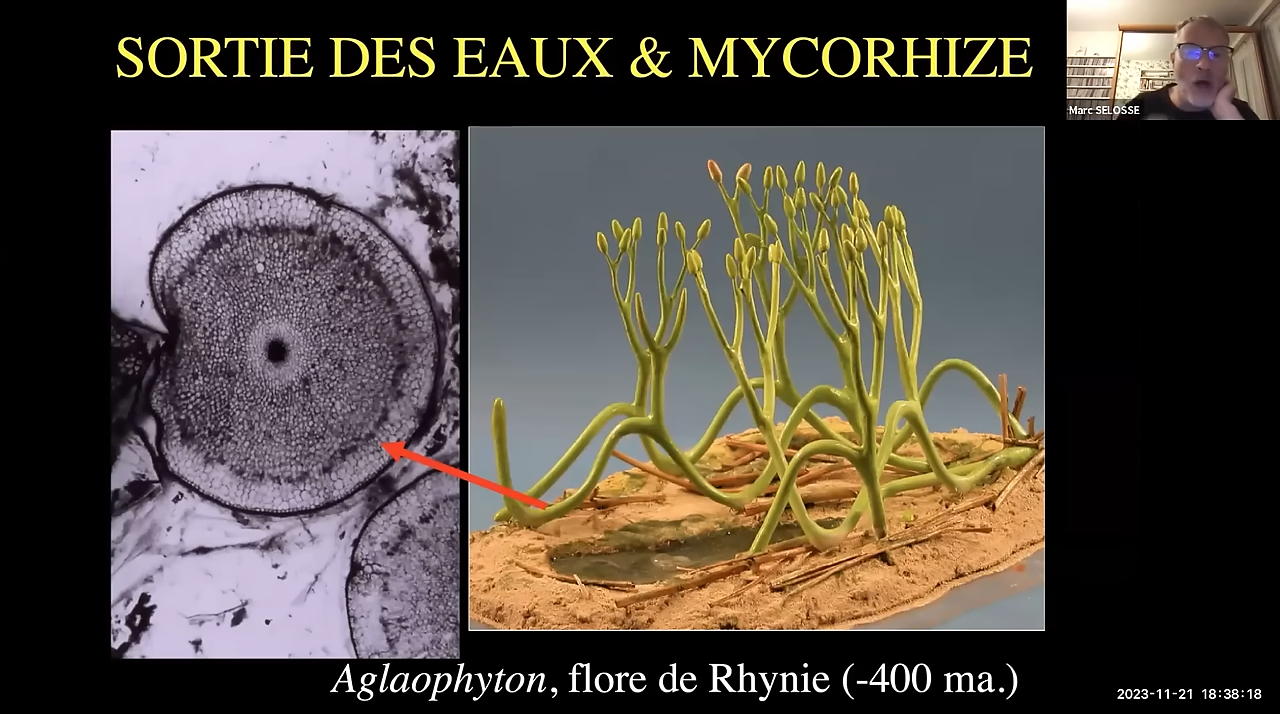 SORTIE DES EAUX & MYCORHIZE
Marc SELOSSE
Aglaophyton, flore de Rhynie (-400 ma.)
2023-11-21 18:38:18